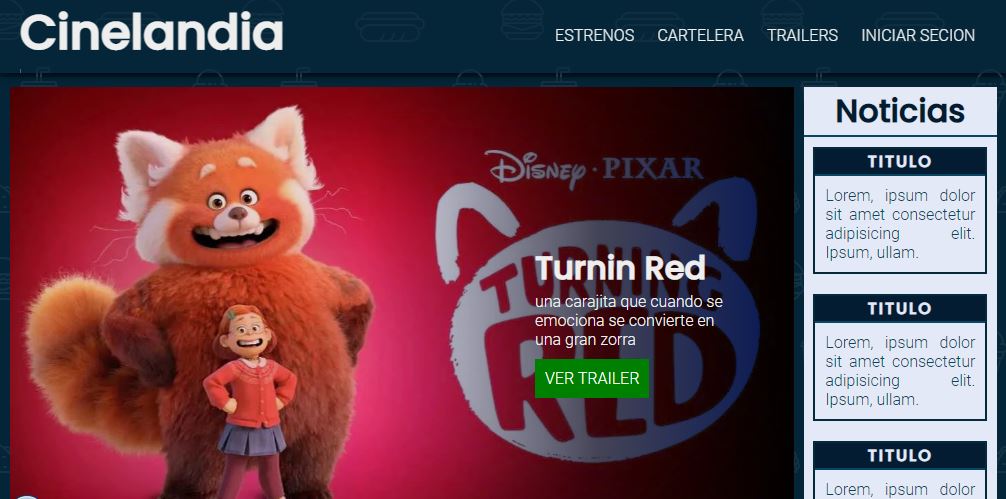 Cinelandia
ESTRENOS CARTELERA TRAILERS INICIAR SECION
Disney · PIXAR
TURNING
RED
Turnin Red
una carajita que cuando se
emociona se convierte en
una gran zorra
VER TRAILER
Noticias
TITULO
Lorem, ipsum dolor
sit amet consectetur
adipisicing elit.
Ipsum, ullam.
TITULO
Lorem, ipsum dolor
sit amet consectetur
adipisicing elit.
Ipsum, ullam.
TITULO
Lorem, ipsum dolor